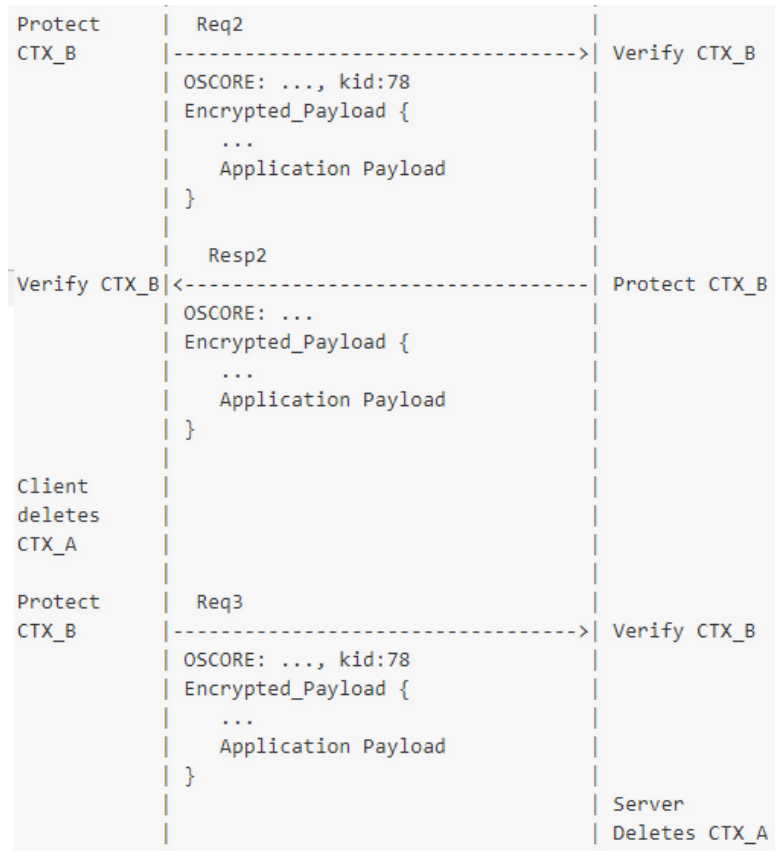 Protect      |  Req2                              |
CTX_B        |---------------------------------->| Verify CTX_B
             | OSCORE: ..., kid:78                |
             | Encrypted_Payload {                |
             |    ...                             |
             |    Application Payload             |
             | }                                  |
             |                                    |
             |   Resp2                            |
Verify CTX_B |<----------------------------------| Protect CTX_B
             | OSCORE: ...                        |
             | Encrypted_Payload {                |
             |    ...                             |
             |    Application Payload             |
             | }                                  |
             |                                    |
Client       |                                    |
deletes      |                                    |
CTX_A        |                                    |
             |                                    |
Protect      |  Req3                              |
CTX_B        |---------------------------------->| Verify CTX_B
             | OSCORE: ..., kid:78                |
             | Encrypted_Payload {                |
             |    ...                             |
             |    Application Payload             |
             | }                                  |
             |                                    | Server
             |                                    | Deletes CTX_A